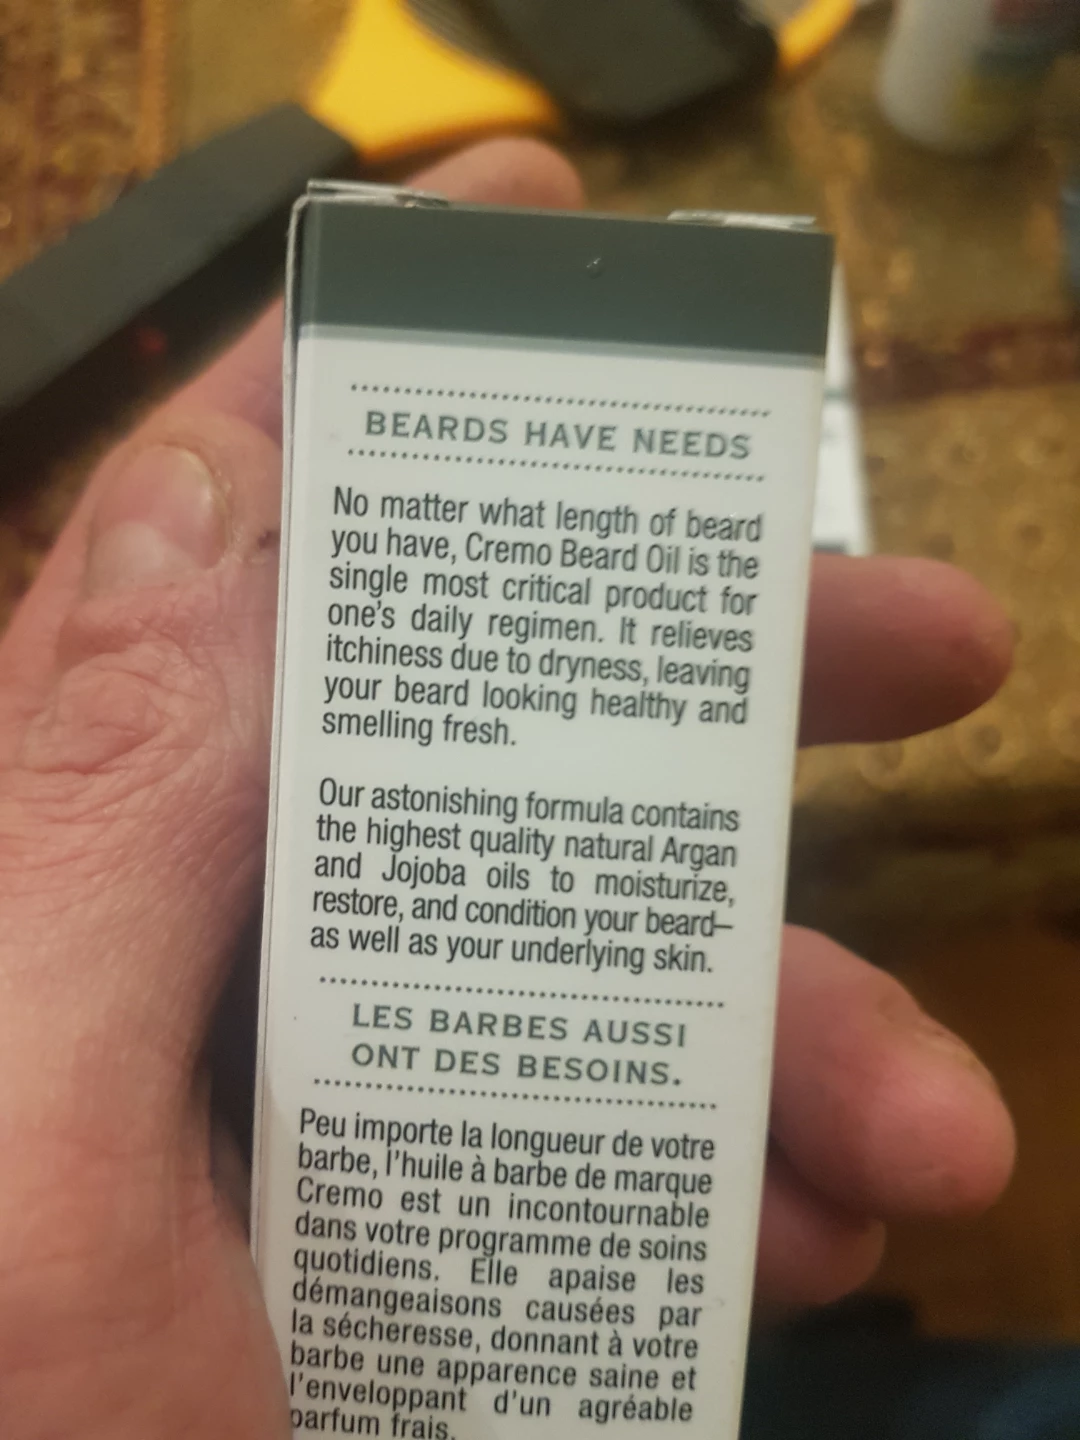 BEARDS HAVE NEEDS
No matter what length of beard
you have, Cremo Beard Oil is the
single most critical product for
one's daily regimen. It relieves
itchiness due to dryness, leaving
your beard looking healthy and
smelling fresh.
Our astonishing formula contains
the highest quality natural Argan
and Jojoba oils to moisturize,
restore, and condition your beard–
as well as your underlying skin.
LES BARBES AUSSI
ONT DES BESOINS.
Peu importe la longueur de votre
barbe, l'huile à barbe de marque
Cremo est un incontournable
dans votre programme de soins
quotidiens. Elle apaise les
démangeaisons causées par
la sécheresse, donnant à votre
barbe une apparence saine et
l'enveloppant d'un agréable
parfum frais.